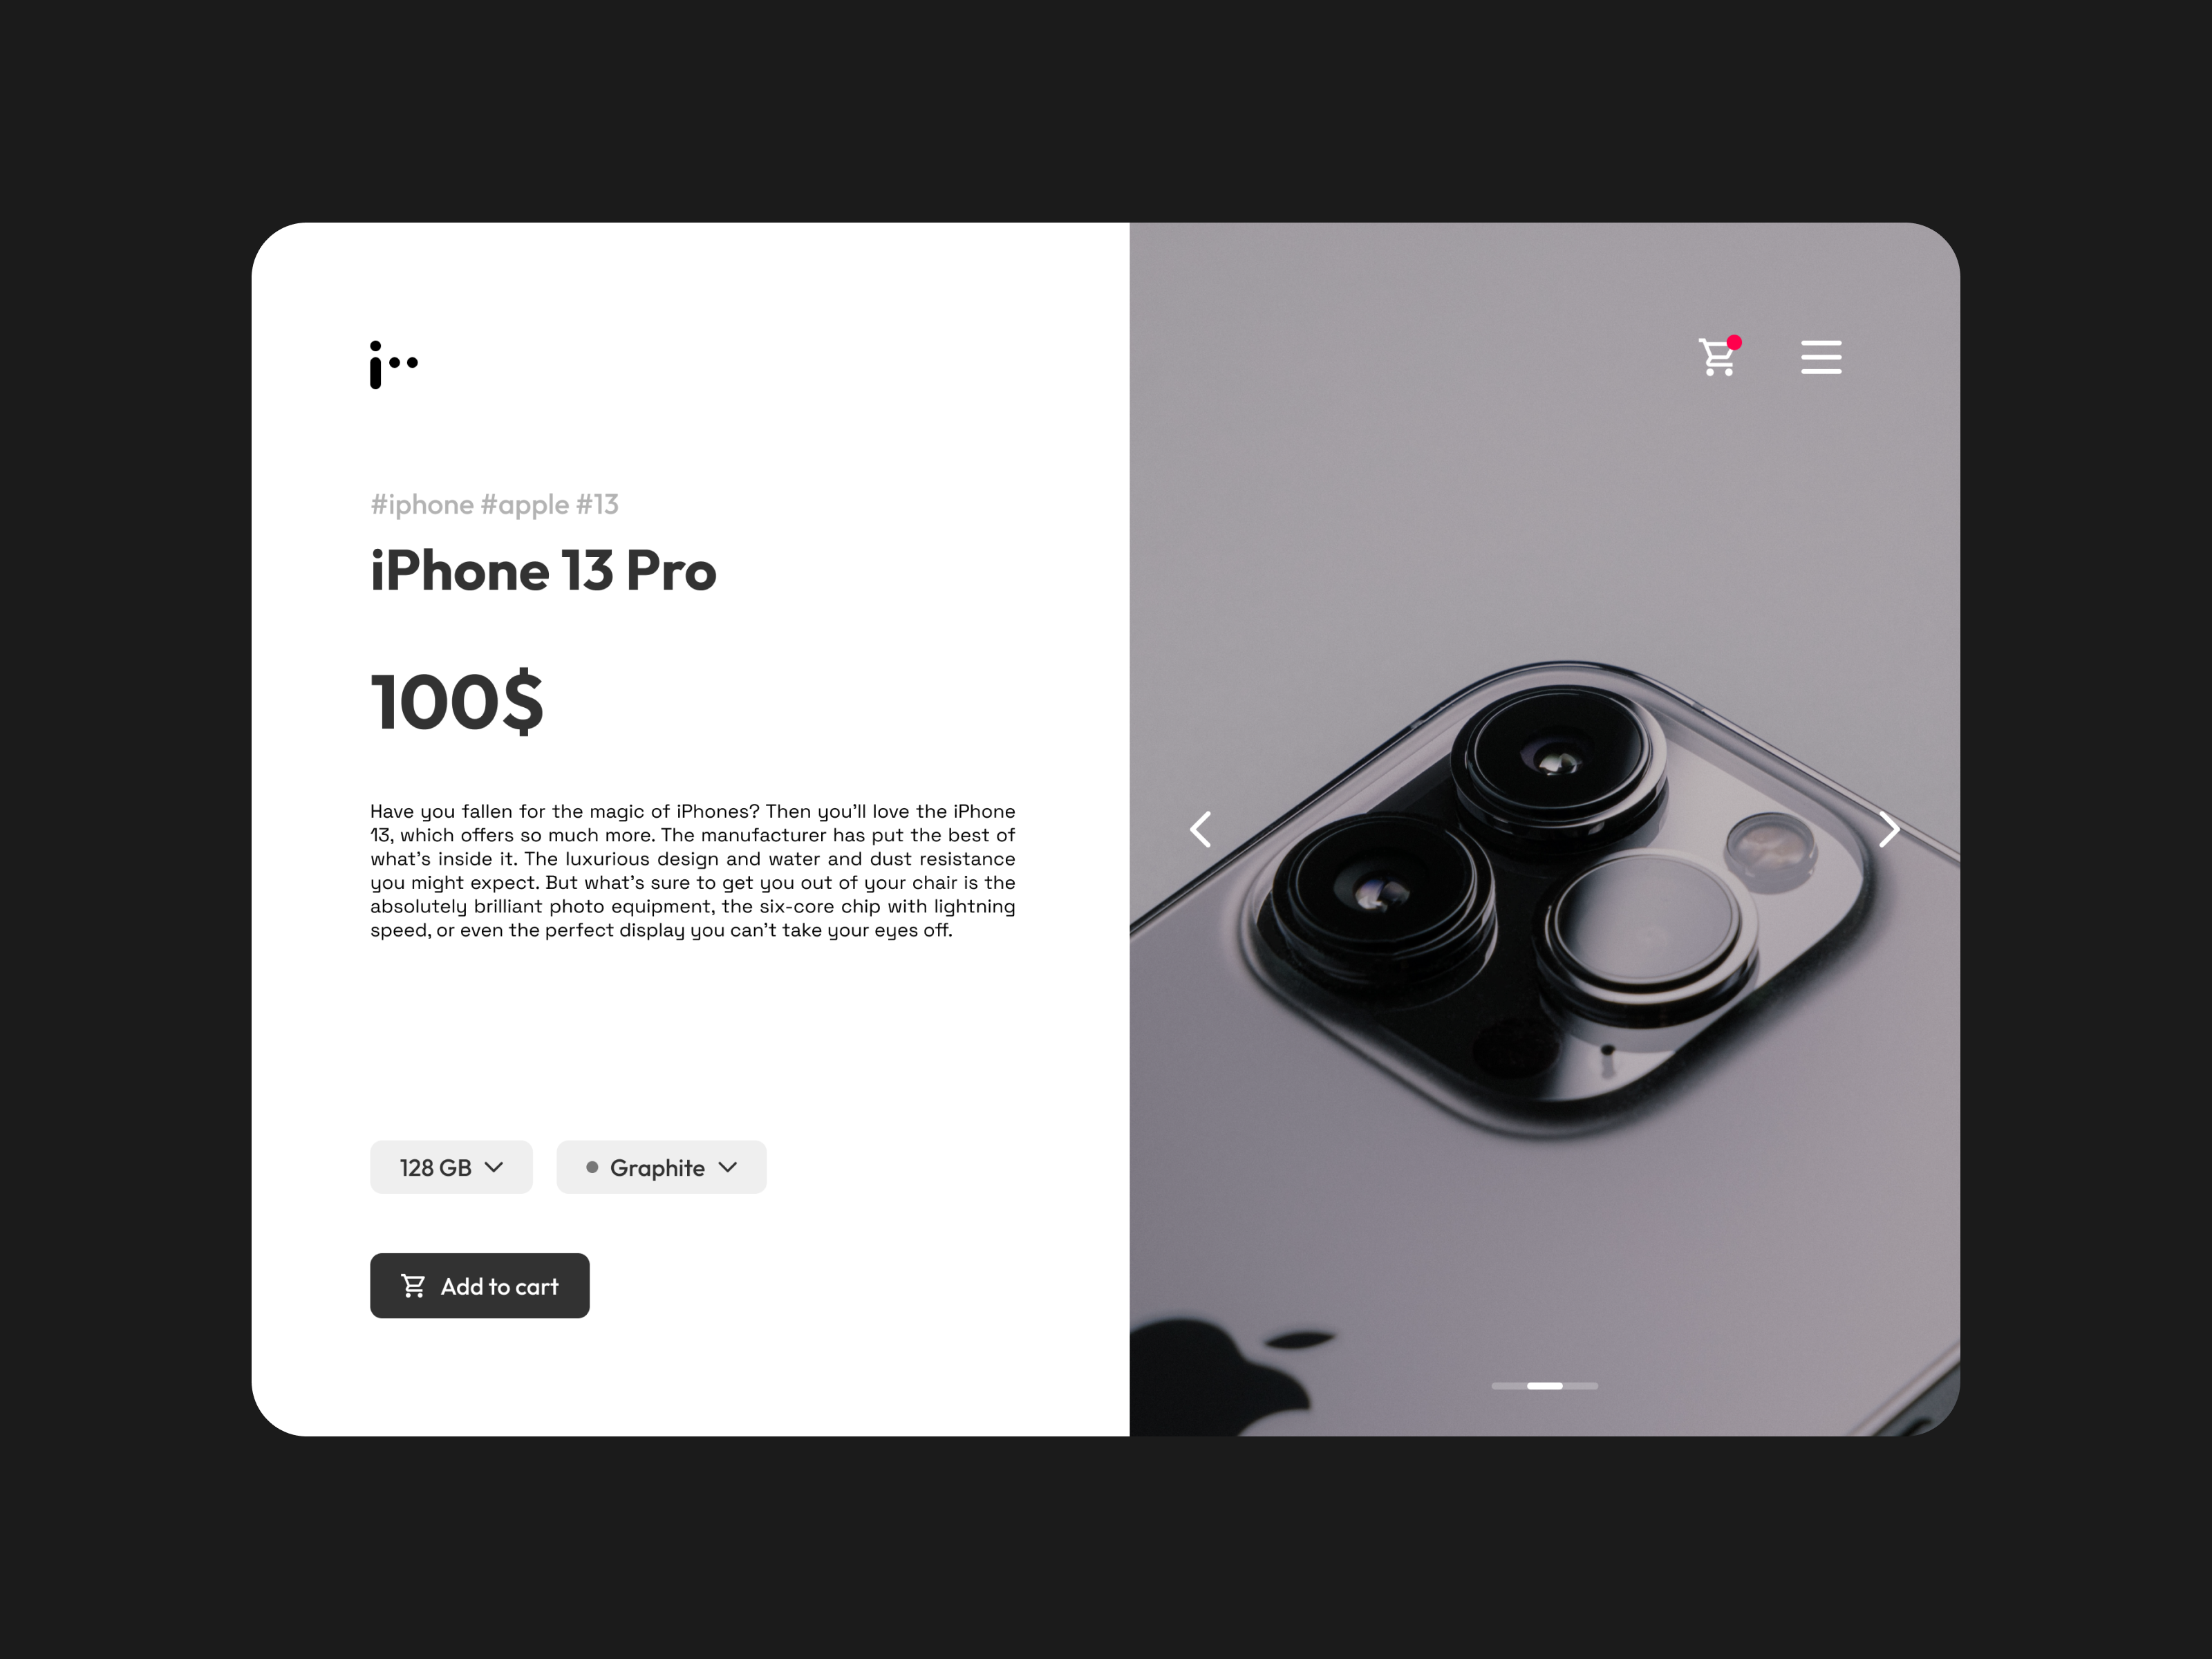 #iphone #apple #13
iPhone 13 Pro
100$
Have you fallen for the magic of iPhones? Then you’ll love the iPhone
13, which offers so much more. The manufacturer has put the best of
what’s inside it. The luxurious design and water and dust resistance
you might expect. But what’s sure to get you out of your chair is the
absolutely brilliant photo equipment, the six-core chip with lightning
speed, or even the perfect display you can’t take your eyes off.
128 GB
Graphite
Add to cart